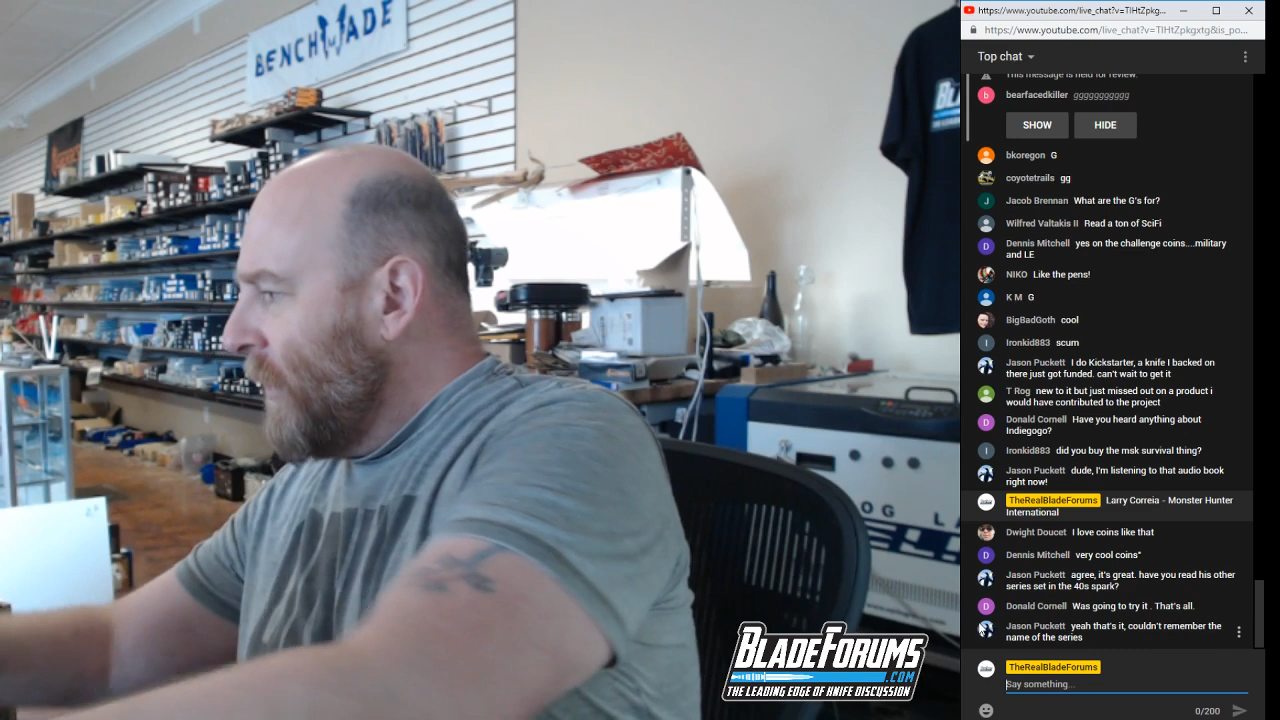 BENCHMADE
BLADEFORUMS
.COM
THE LEADING EDGE OF KNIFE DISCUSSION
https://www.youtube.com/live_chat?v=TlHtZpkg...
https://www.youtube.com/live_chat?v=TlHtZpkgxtg&is_po...
Top chat
This message is held for review.
bearfacedkiller ggggggggggg
SHOW HIDE
bkoregon G
coyotetrails gg
Jacob Brennan What are the G's for?
Wilfred Valtakis II Read a ton of SciFi
Dennis Mitchell yes on the challenge coins....military
and LE
NIKO Like the pens!
K M G
BigBadGoth cool
Ironkid883 scum
Jason Puckett I do Kickstarter, a knife I backed on
there just got funded. can't wait to get it
T Rog new to it but just missed out on a product i
would have contributed to the project
Donald Cornell Have you heard anything about
Indiegogo?
Ironkid883 did you buy the msk survival thing?
Jason Puckett dude, I'm listening to that audio book
right now!
TheRealBladeForums Larry Correia - Monster Hunter
International
Dwight Doucet I love coins like that
Dennis Mitchell very cool coins*
Jason Puckett agree, it's great. have you read his other
series set in the 40s spark?
Donald Cornell Was going to try it . That's all.
Jason Puckett yeah that's it, couldn't remember the
name of the series
TheRealBladeForums
Say something...
0/200